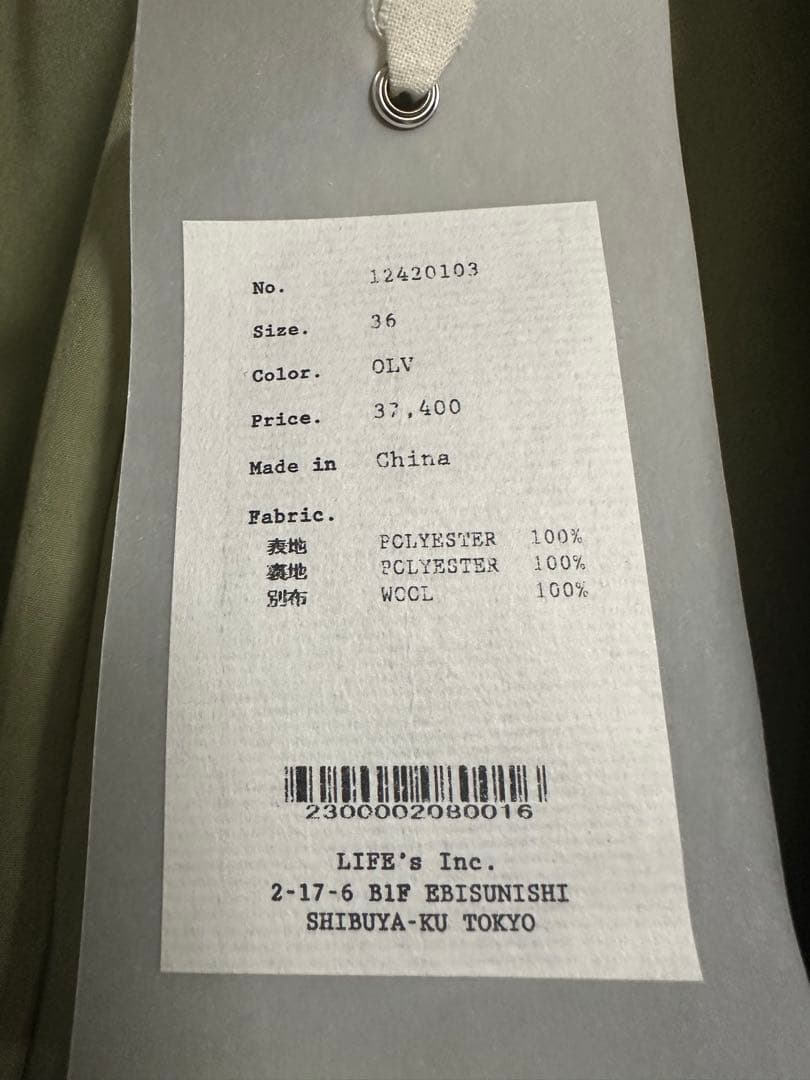 No. 12420103
Size. 36
Color. OLV
Price. 37,400
Made in China
Fabric.
表地 POLYESTER 100%
裏地 POLYESTER 100%
別布 WOOL 100%
2300002080016
LIFE's Inc.
2-17-6 B1F EBISUNISHI
SHIBUYA-KU TOKYO